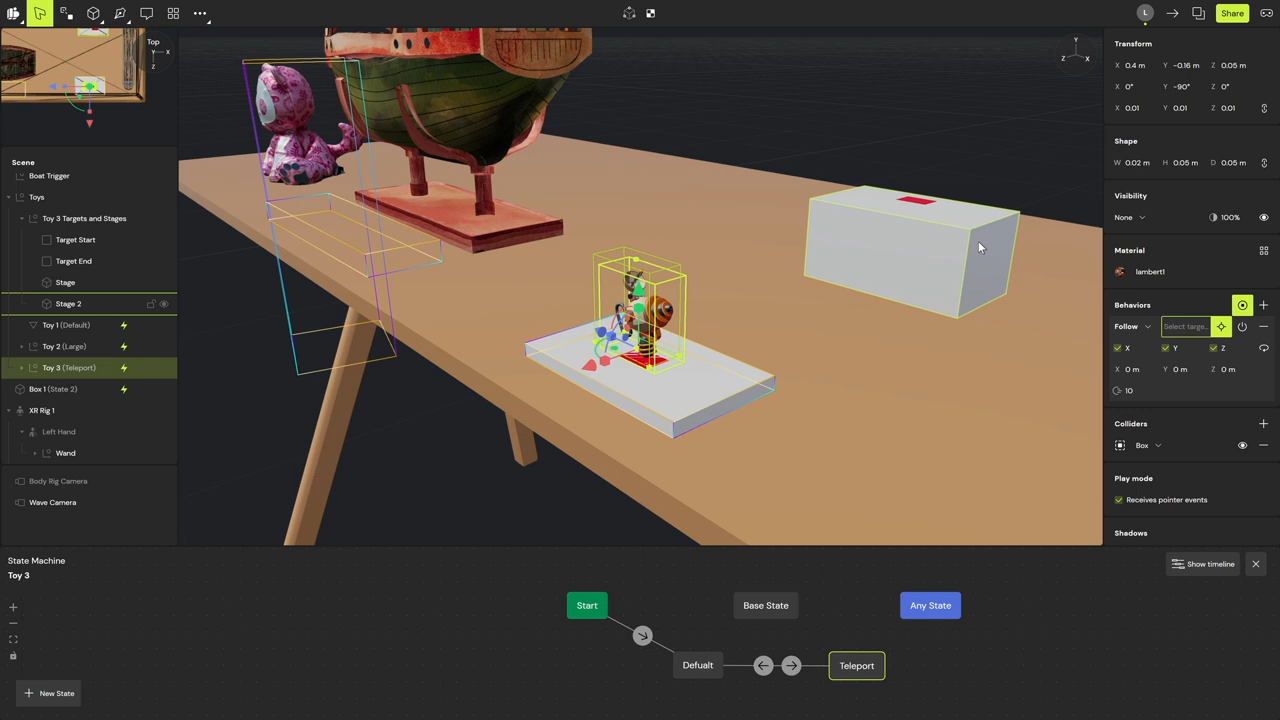 L
Share
Top
Y
X
Z
Y
Z
X
Scene
Boat Trigger
Toys
Toy 3 Targets and Stages
Target Start
Target End
Stage
Stage 2
Toy 1 (Default)
Toy 2 (Large)
Toy 3 (Teleport)
Box 1 (State 2)
XR Rig 1
Left Hand
Wand
Body Rig Camera
Wave Camera
Transform
X 0.4 m Y -0.16 m Z 0.05 m
X 0° Y -90° Z 0°
X 0.01 Y 0.01 Z 0.01
Shape
W 0.02 m H 0.05 m D 0.05 m
Visibility
None 100%
Material
lambert1
Behaviors
Follow Select targe...
X Y Z
X 0 m Y 0 m Z 0 m
10
Colliders
Box
Play mode
Receives pointer events
Shadows
State Machine
Toy 3
Show timeline
Start
Base State
Any State
Defualt
Teleport
New State